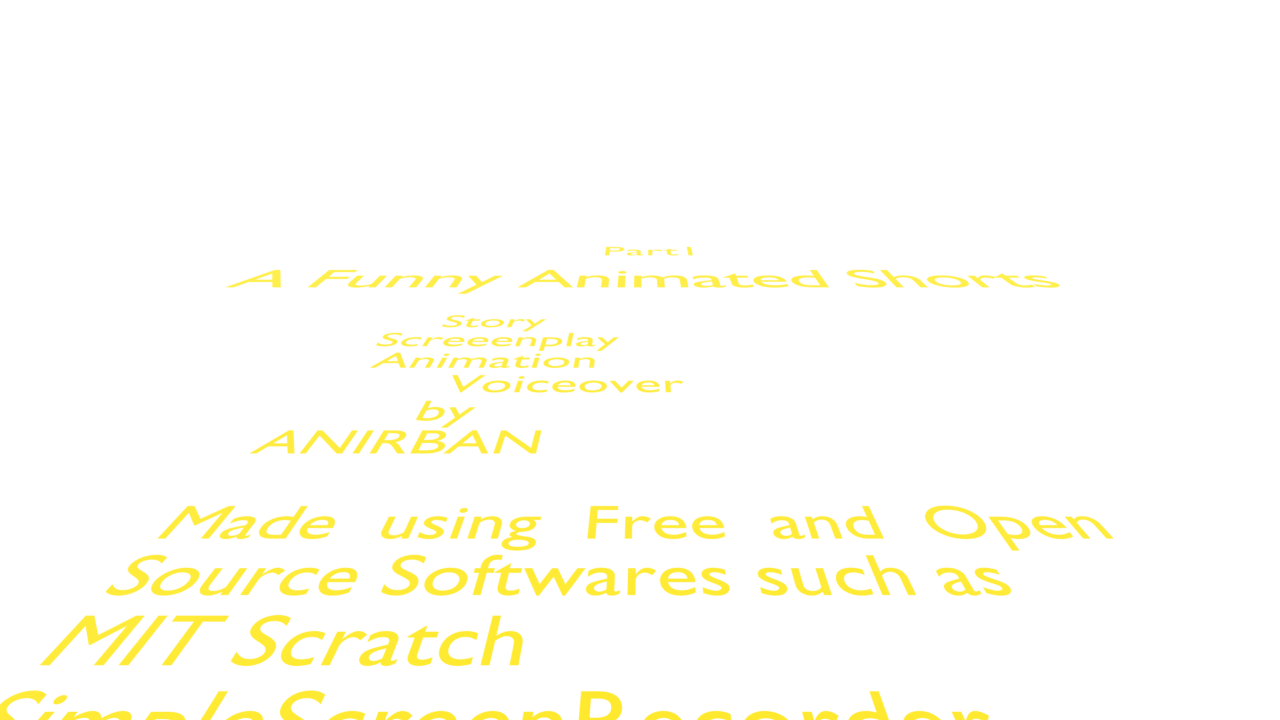 Part I
A Funny Animated Shorts
Story
Screeenplay
Animation
Voiceover
by
ANIRBAN
Made using Free and Open
Source Softwares such as
MIT Scratch
SimpleScreenRecorder